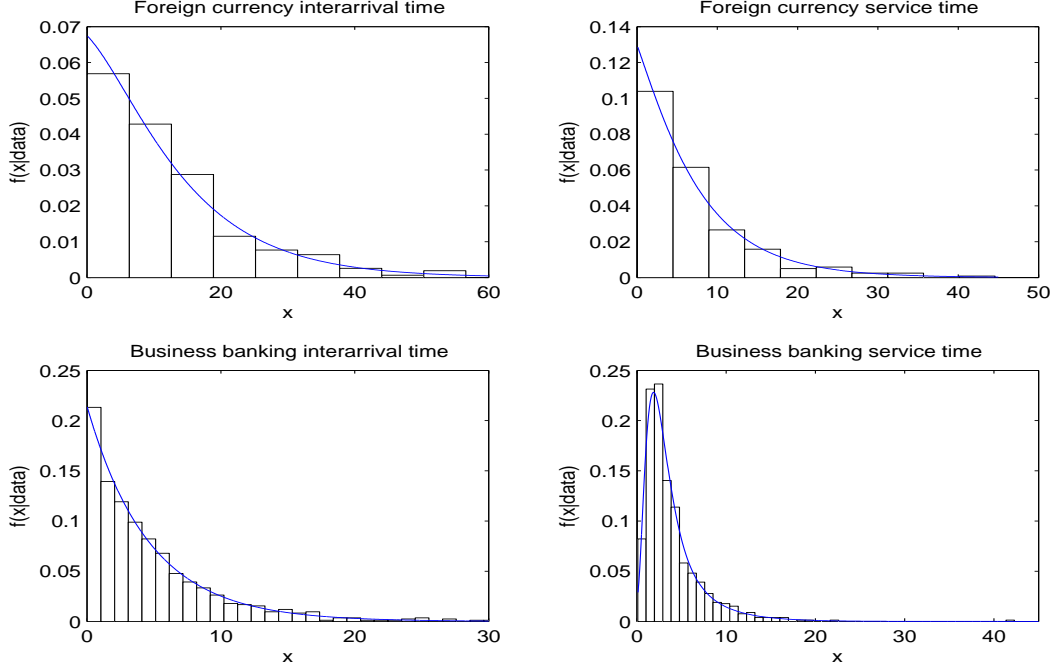 Foreign currency interarrival time
0.07
0.06
0.05
0.04
0.03
0.02
0.01
0
f(x|data)
0 20 40 60
x
Foreign currency service time
0.14
0.12
0.1
0.08
0.06
0.04
0.02
0
f(x|data)
0 10 20 30 40 50
x
Business banking interarrival time
0.25
0.2
0.15
0.1
0.05
0
f(x|data)
0 10 20 30
x
Business banking service time
0.25
0.2
0.15
0.1
0.05
0
f(x|data)
0 10 20 30 40
x